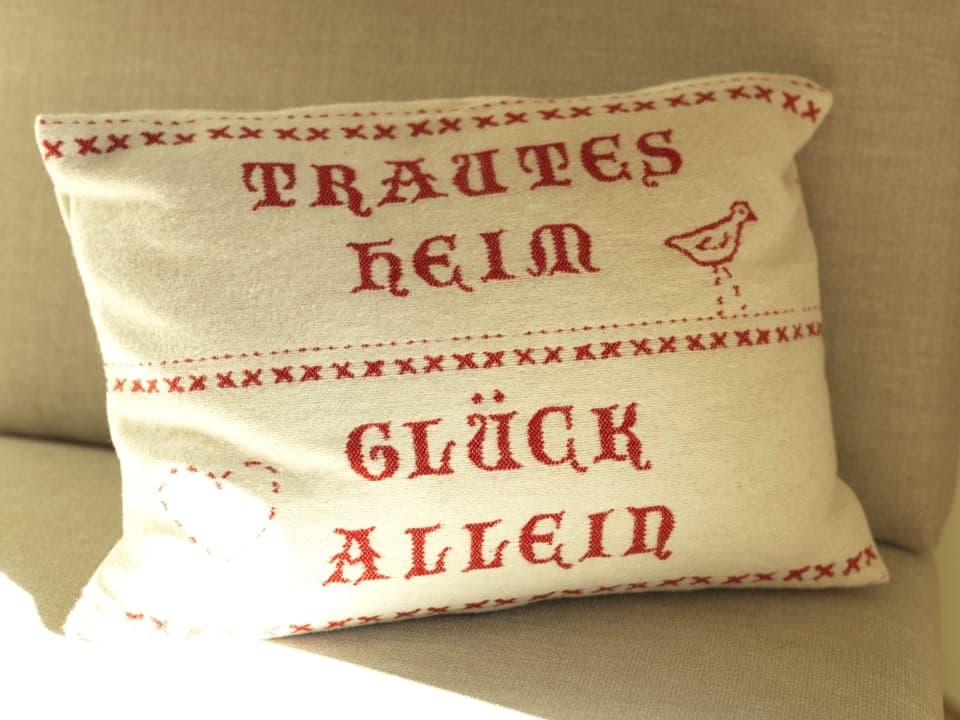 TRAUTES
HEIM
GLÜCK
ALLEIN